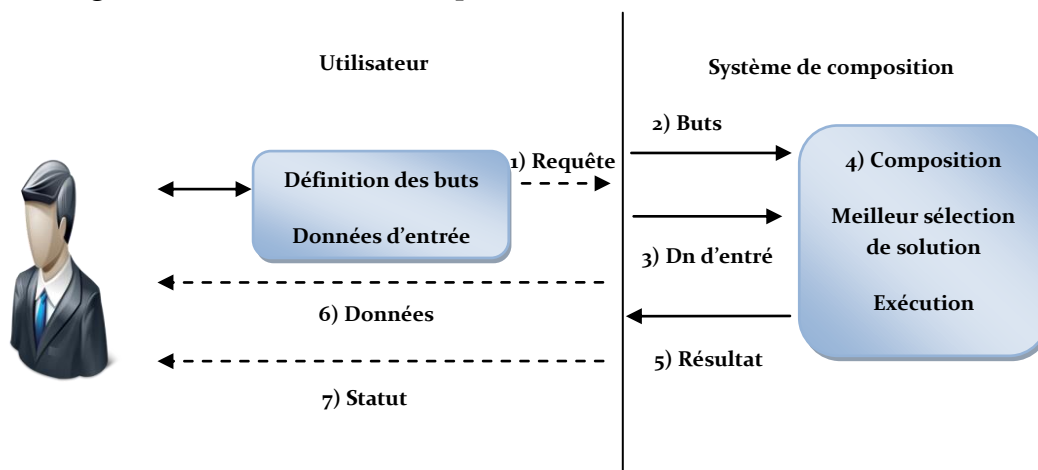 Utilisateur
Système de composition
2) Buts
1) Requête
4) Composition
Définition des buts
Données d'entrée
Meilleur sélection
de solution
3) Dn d'entré
Exécution
6) Données
5) Résultat
7) Statut